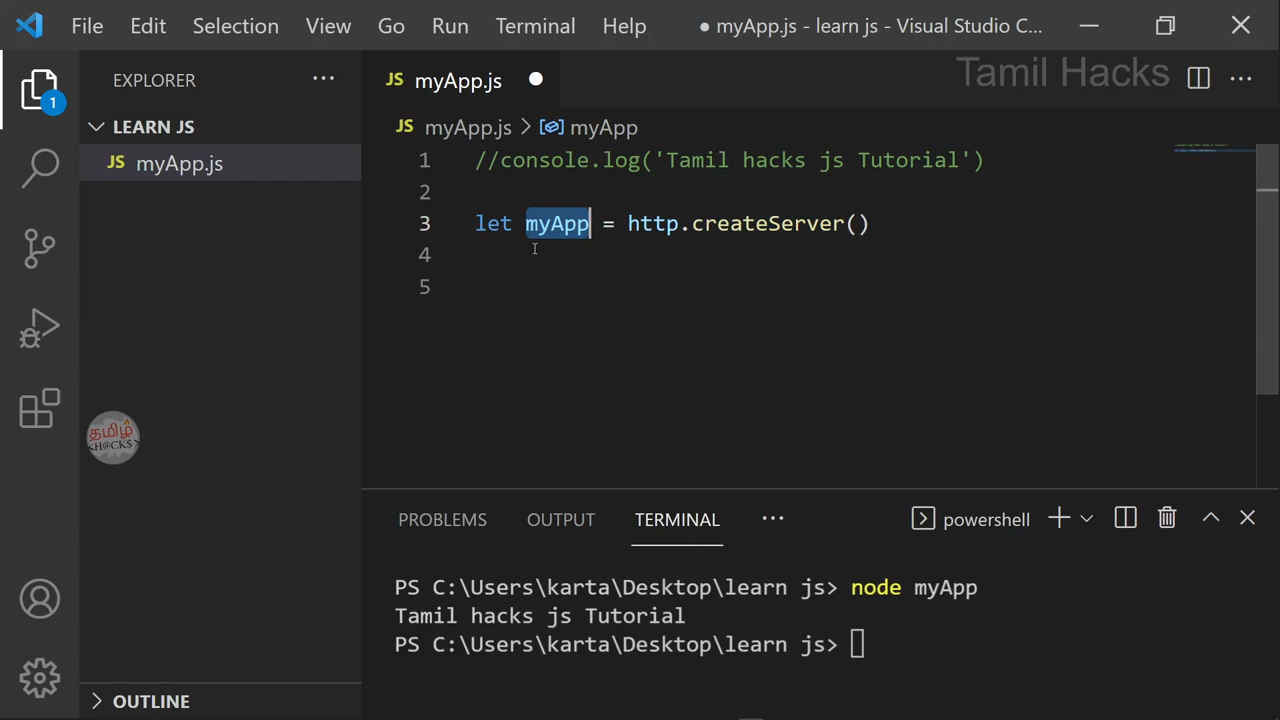 File Edit Selection View Go Run Terminal Help ● myApp.js - learn js - Visual Studio C...
Tamil Hacks
EXPLORER
1
LEARN JS
JS myApp.js
JS myApp.js
JS myApp.js > myApp
1 //console.log('Tamil hacks js Tutorial')
2
3 let myApp = http.createServer()
4
5
தமிழ்
<H@CK$>
PROBLEMS OUTPUT TERMINAL ... powershell
PS C:\Users\karta\Desktop\learn js> node myApp
Tamil hacks js Tutorial
PS C:\Users\karta\Desktop\learn js>
OUTLINE